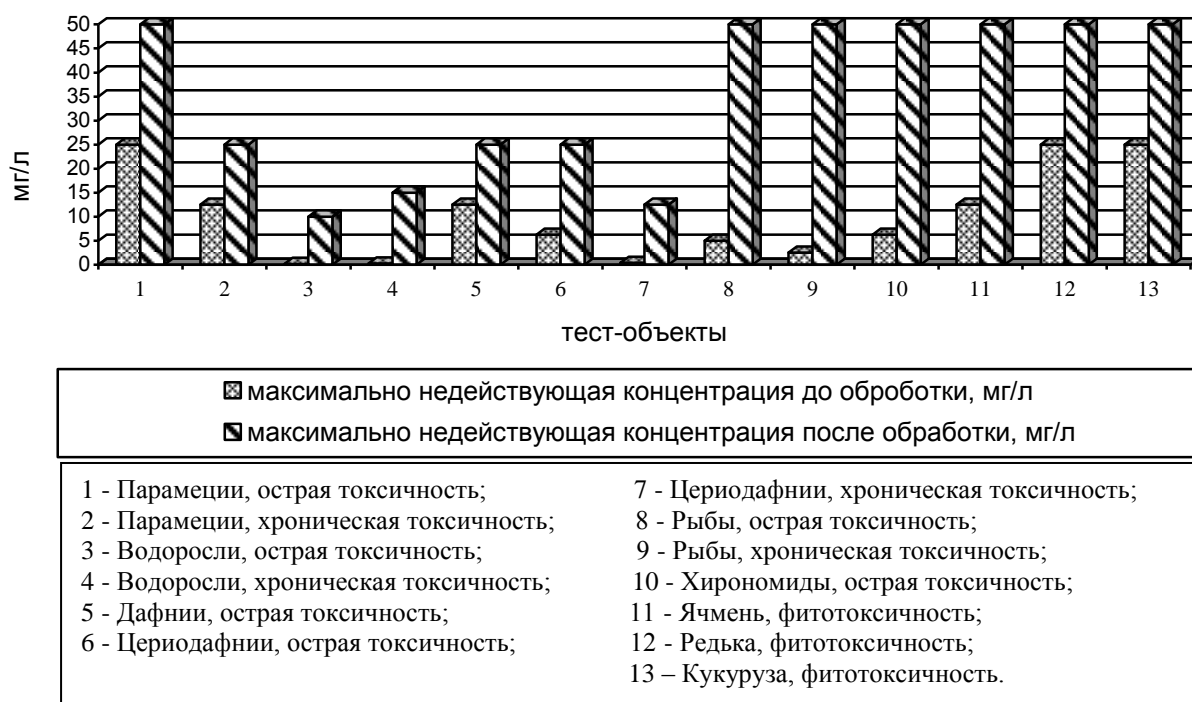 50
45
40
35
30
25
20
15
10
5
0
мг/л
1 2 3 4 5 6 7 8 9 10 11 12 13
тест-объекты
максимально недействующая концентрация до оброботки, мг/л
максимально недействующая концентрация после обработки, мг/л
1 - Парамеции, острая токсичность;
2 - Парамеции, хроническая токсичность;
3 - Водоросли, острая токсичность;
4 - Водоросли, хроническая токсичность;
5 - Дафнии, острая токсичность;
6 - Цериодафнии, острая токсичность;
7 - Цериодафнии, хроническая токсичность;
8 - Рыбы, острая токсичность;
9 - Рыбы, хроническая токсичность;
10 - Хирономиды, острая токсичность;
11 - Ячмень, фитотоксичность;
12 - Редька, фитотоксичность;
13 – Кукуруза, фитотоксичность.